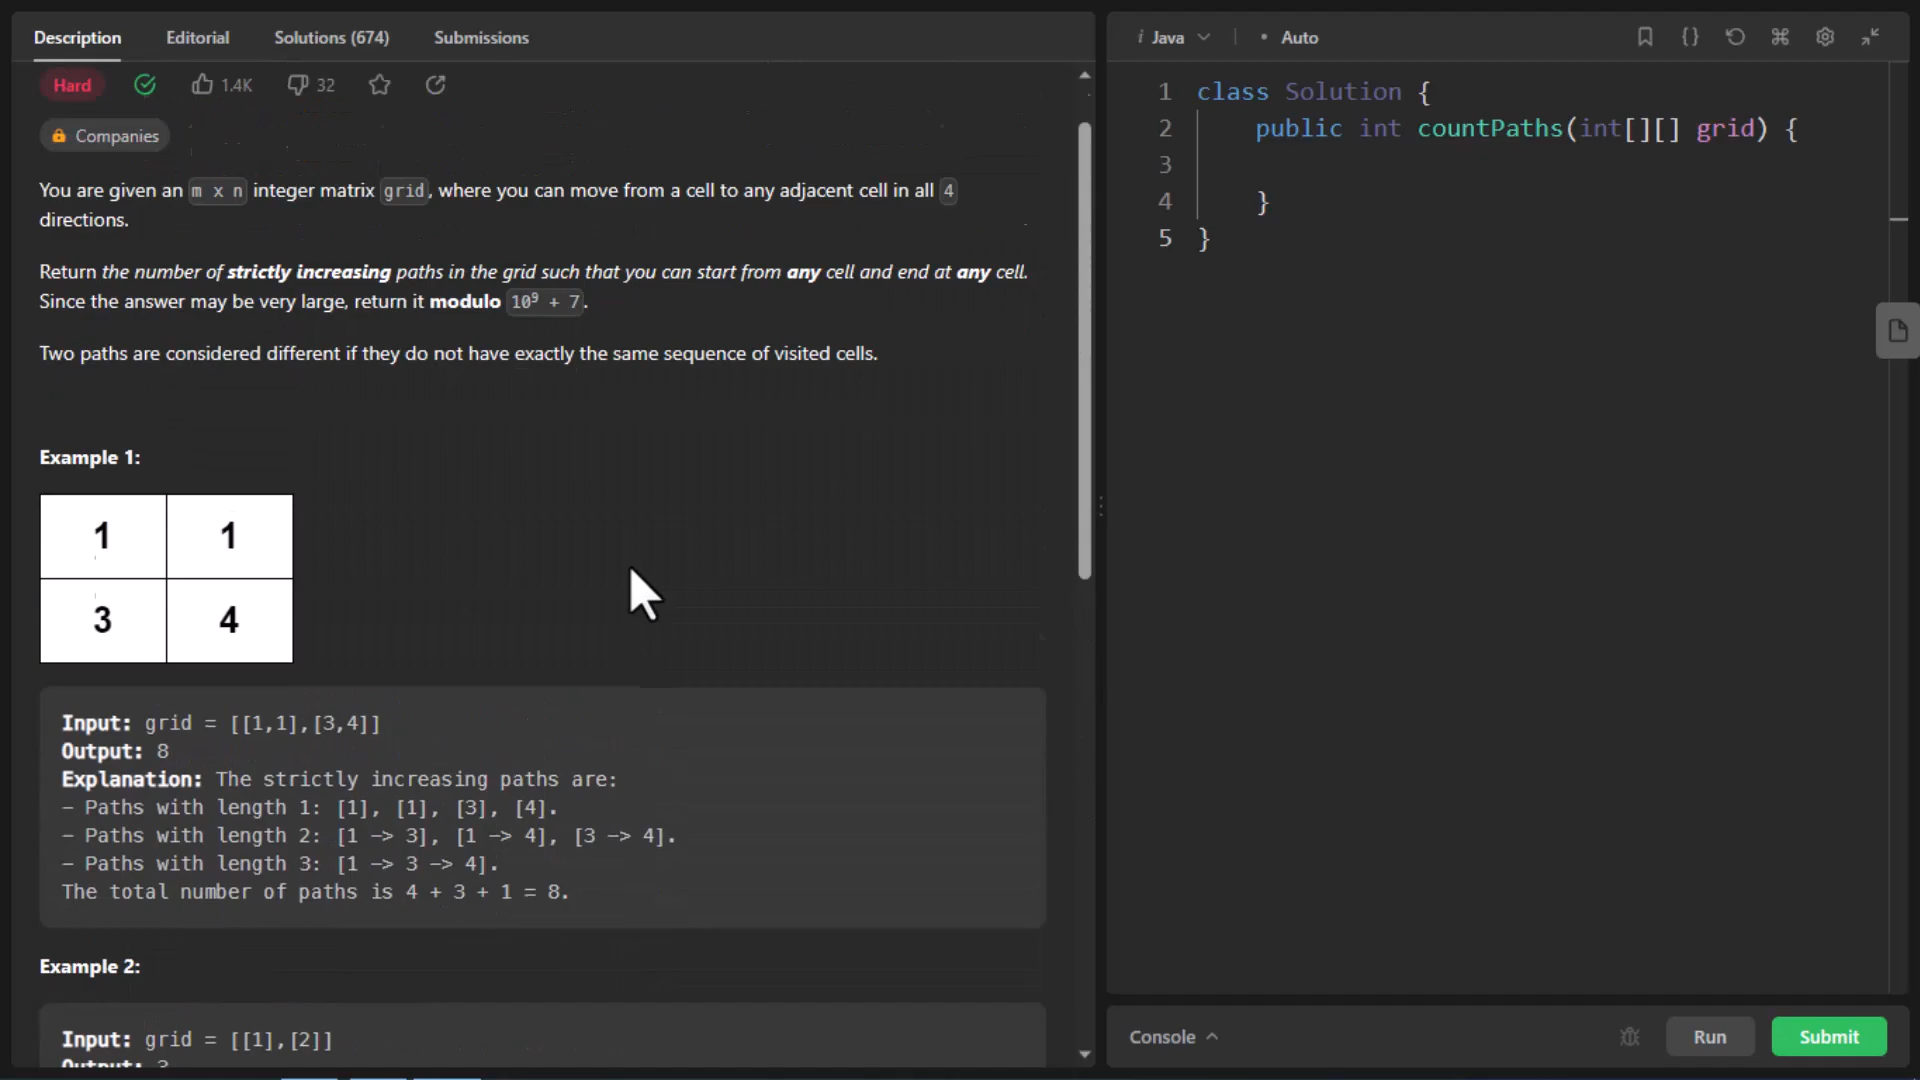 Description Editorial Solutions (674) Submissions
Hard 1.4K 32
Companies
You are given an m x n integer matrix grid, where you can move from a cell to any adjacent cell in all 4
directions.
Return the number of strictly increasing paths in the grid such that you can start from any cell and end at any cell.
Since the answer may be very large, return it modulo 10⁹ + 7.
Two paths are considered different if they do not have exactly the same sequence of visited cells.
Example 1:
1 1
3 4
Input: grid = [[1,1],[3,4]]
Output: 8
Explanation: The strictly increasing paths are:
- Paths with length 1: [1], [1], [3], [4].
- Paths with length 2: [1 -> 3], [1 -> 4], [3 -> 4].
- Paths with length 3: [1 -> 3 -> 4].
The total number of paths is 4 + 3 + 1 = 8.
Example 2:
Input: grid = [[1],[2]]
Output: 3
i Java • Auto
1 class Solution {
2 public int countPaths(int[][] grid) {
3
4 }
5 }
Console Run Submit